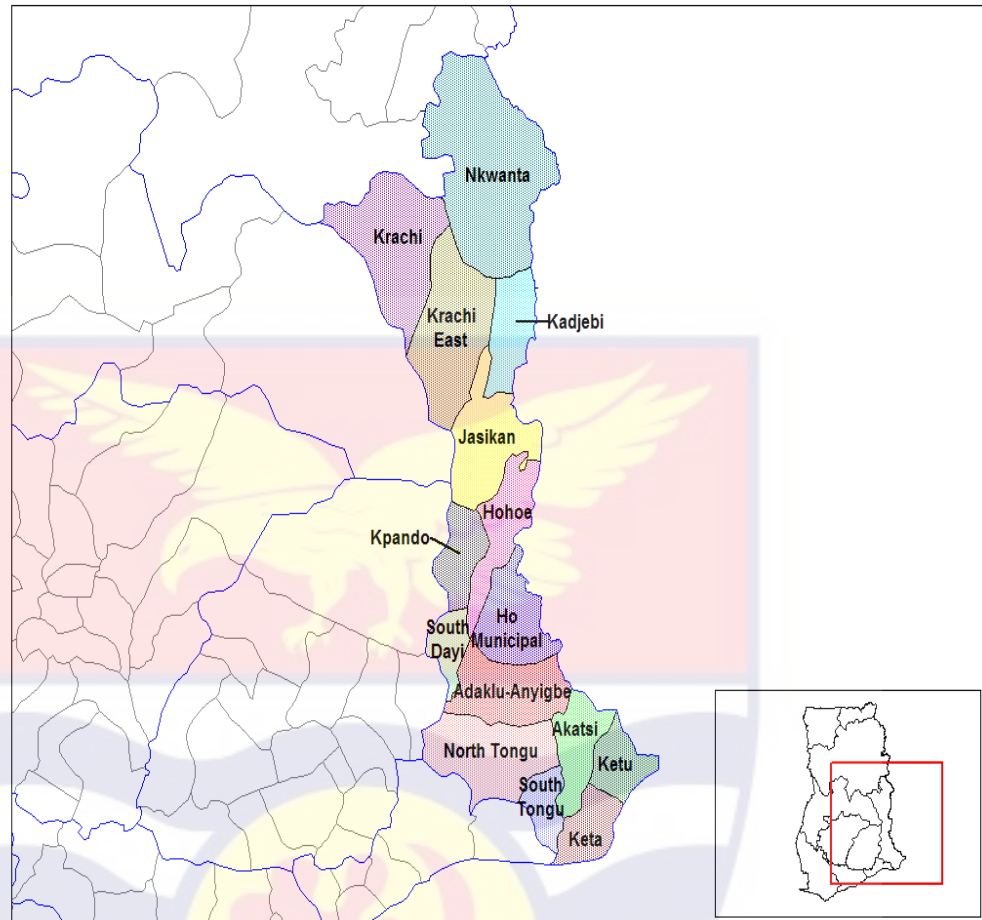 Nkwanta
Krachi
Krachi
East
Kadjebi
Jasikan
Hohoe
Kpando
Ho
Municipal
South
Dayi
Adaklu-Anyigbe
Akatsi
North Tongu
Ketu
South
Tongu
Keta